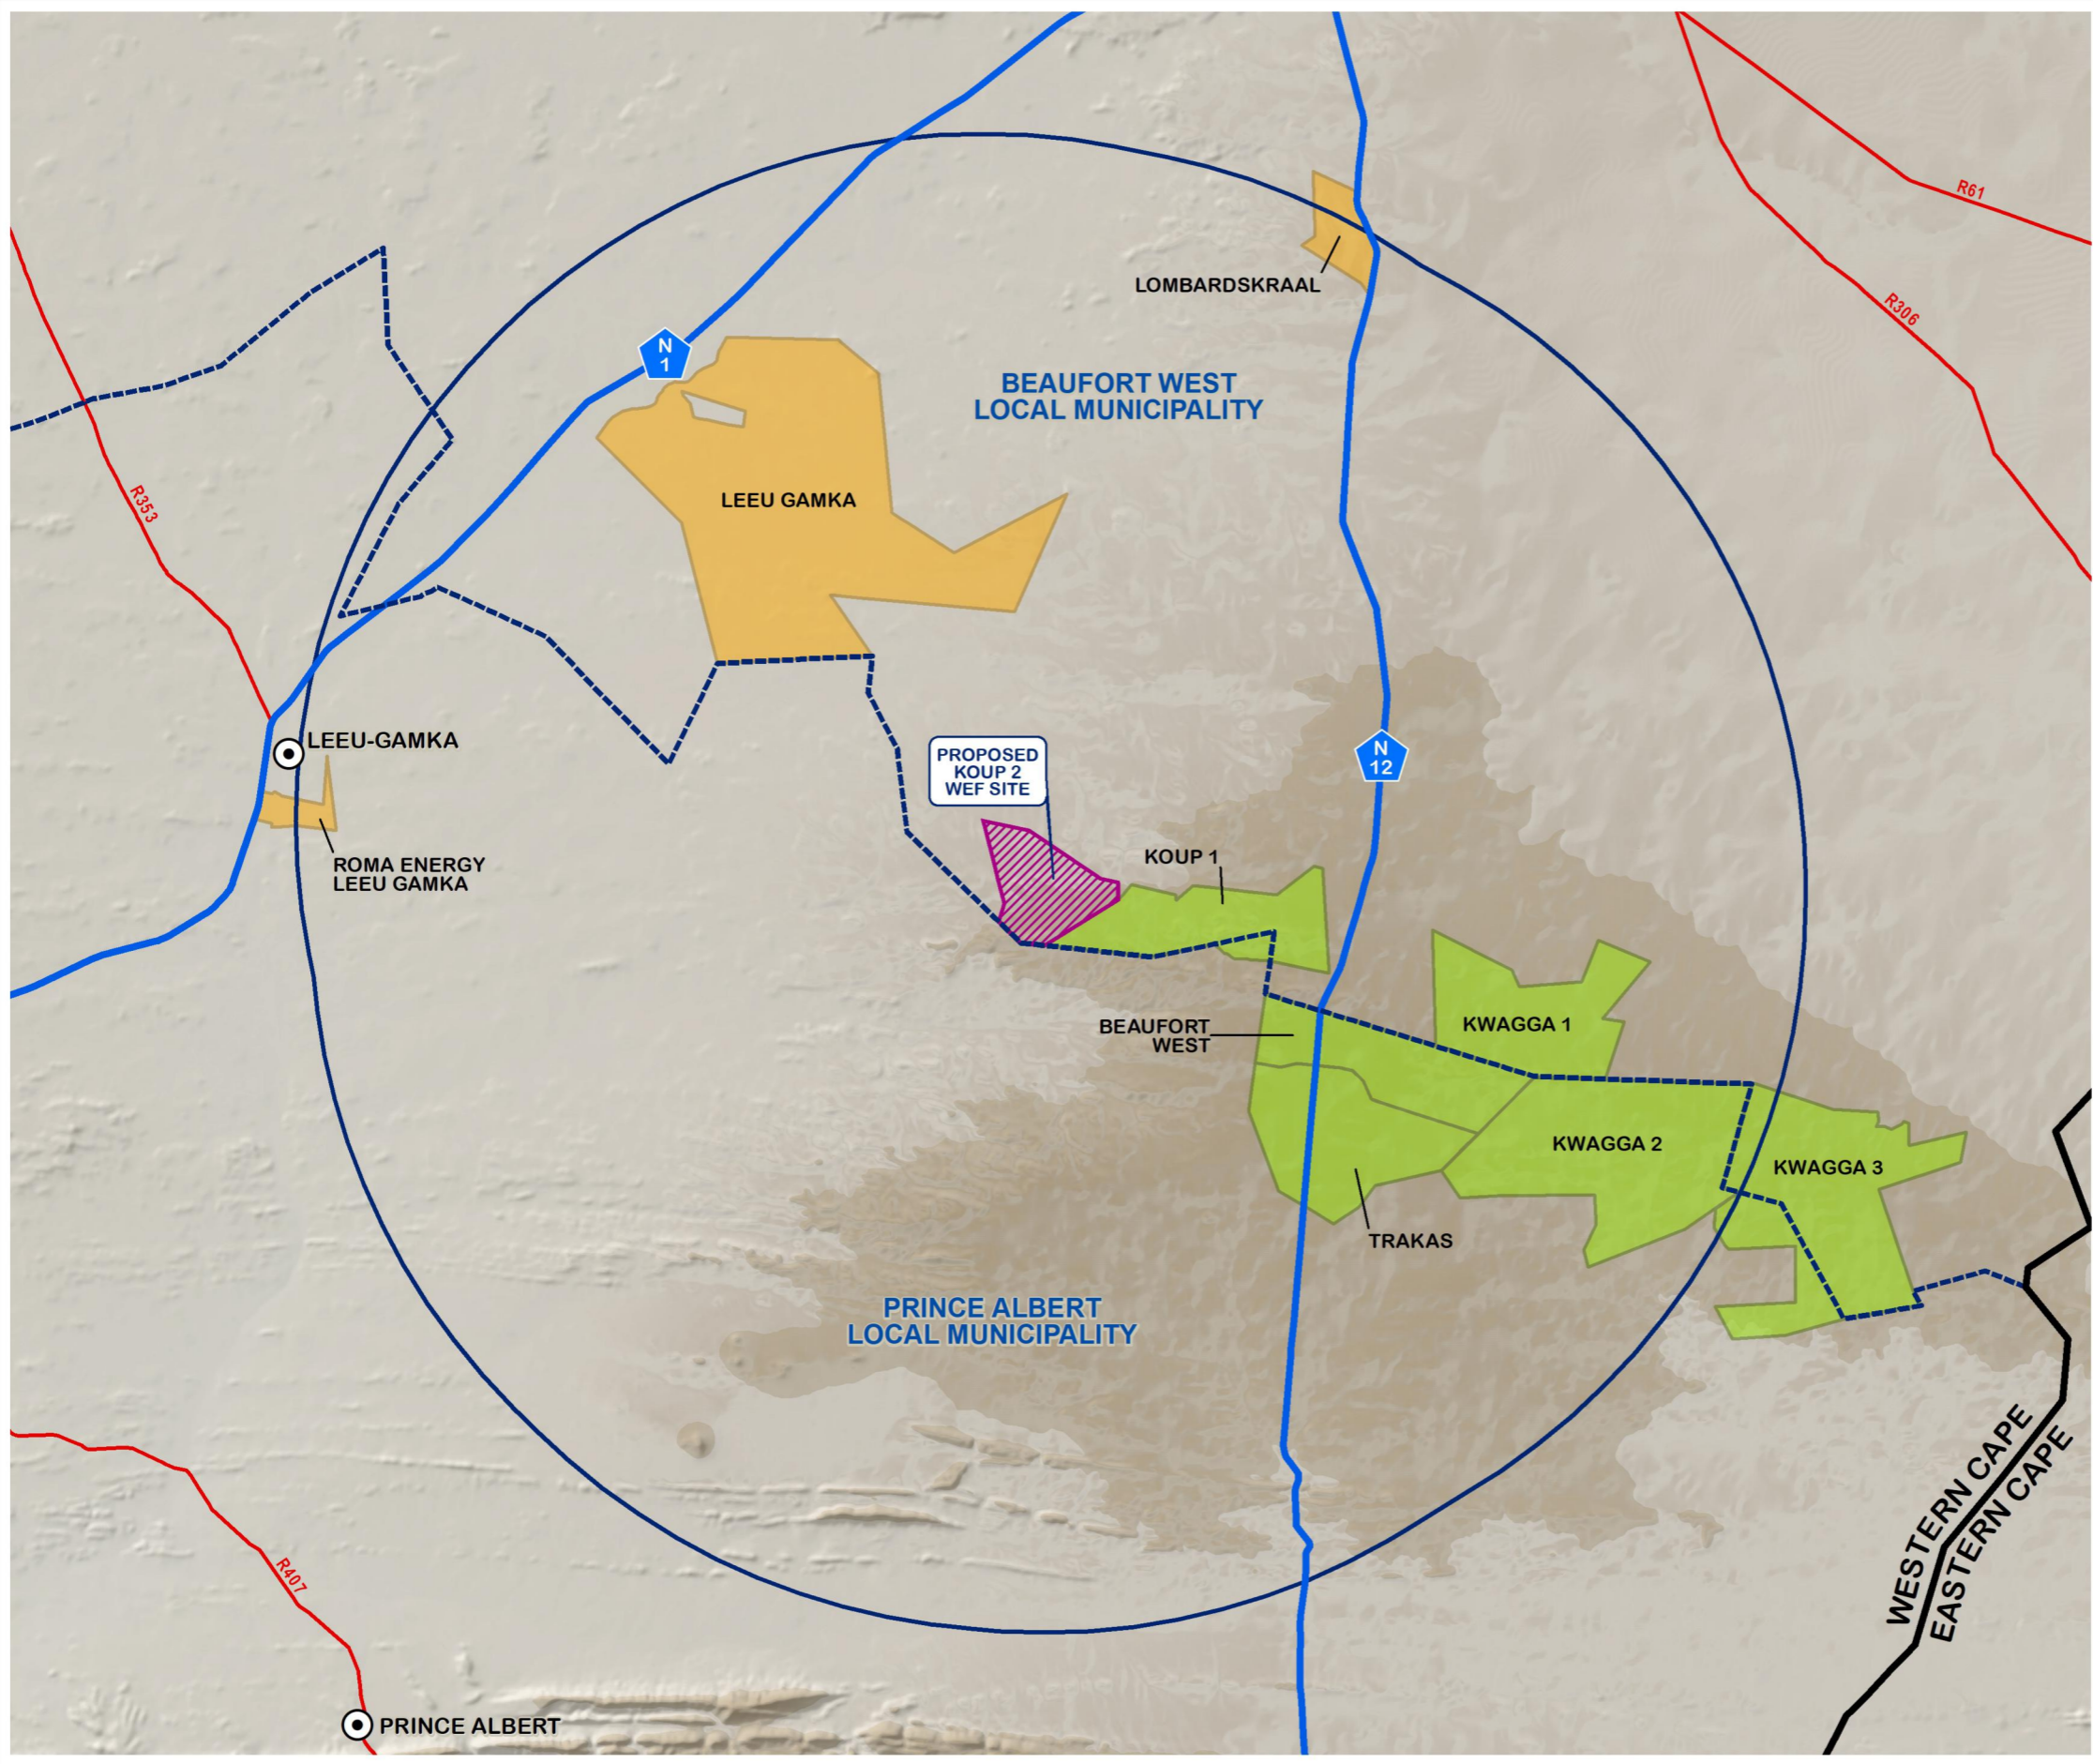 R61
LOMBARDSKRAAL
R306
N
1
BEAUFORT WEST
LOCAL MUNICIPALITY
LEEU GAMKA
R353
LEEU-GAMKA
PROPOSED
KOUP 2
WEF SITE
N
12
ROMA ENERGY
LEEU GAMKA
KOUP 1
BEAUFORT
WEST
KWAGGA 1
KWAGGA 2
KWAGGA 3
TRAKAS
PRINCE ALBERT
LOCAL MUNICIPALITY
WESTERN CAPE
EASTERN CAPE
R407
PRINCE ALBERT